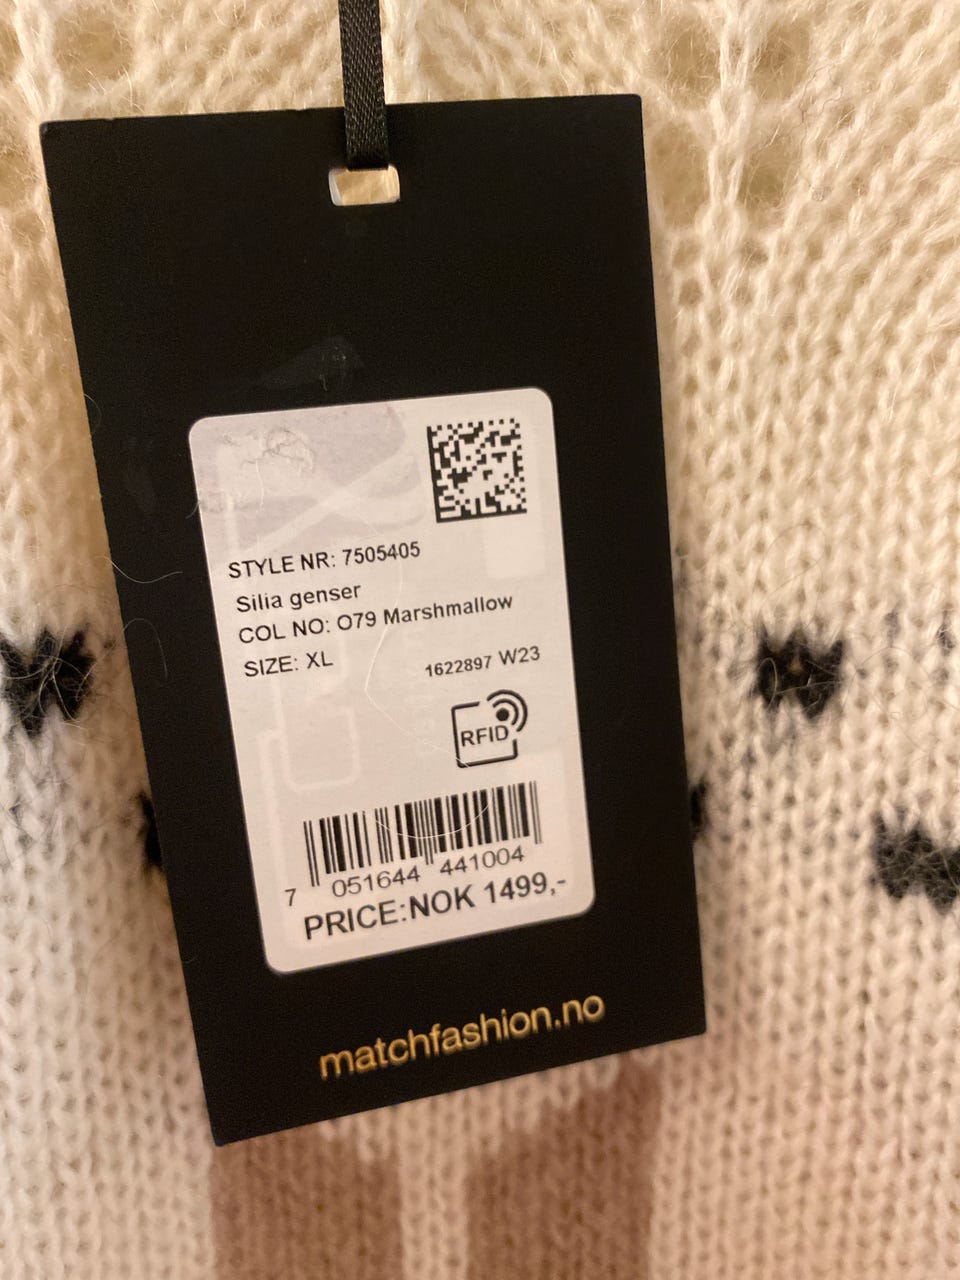 STYLE NR: 7505405
Silia genser
COL NO: O79 Marshmallow
SIZE: XL
1622897 W23
RFID
7 051644 441004
PRICE:NOK 1499,-
matchfashion.no